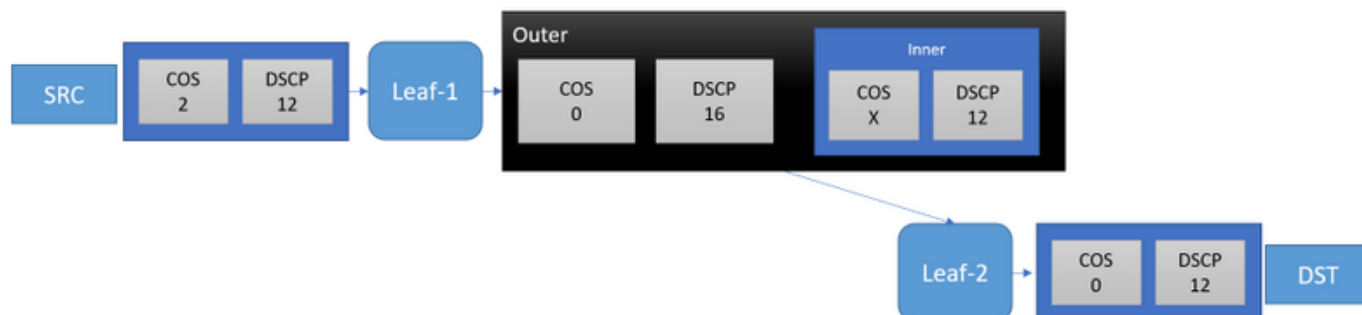 SRC
COS
2
DSCP
12
Leaf-1
Outer
COS
0
DSCP
16
Inner
COS
X
DSCP
12
Leaf-2
COS
0
DSCP
12
DST